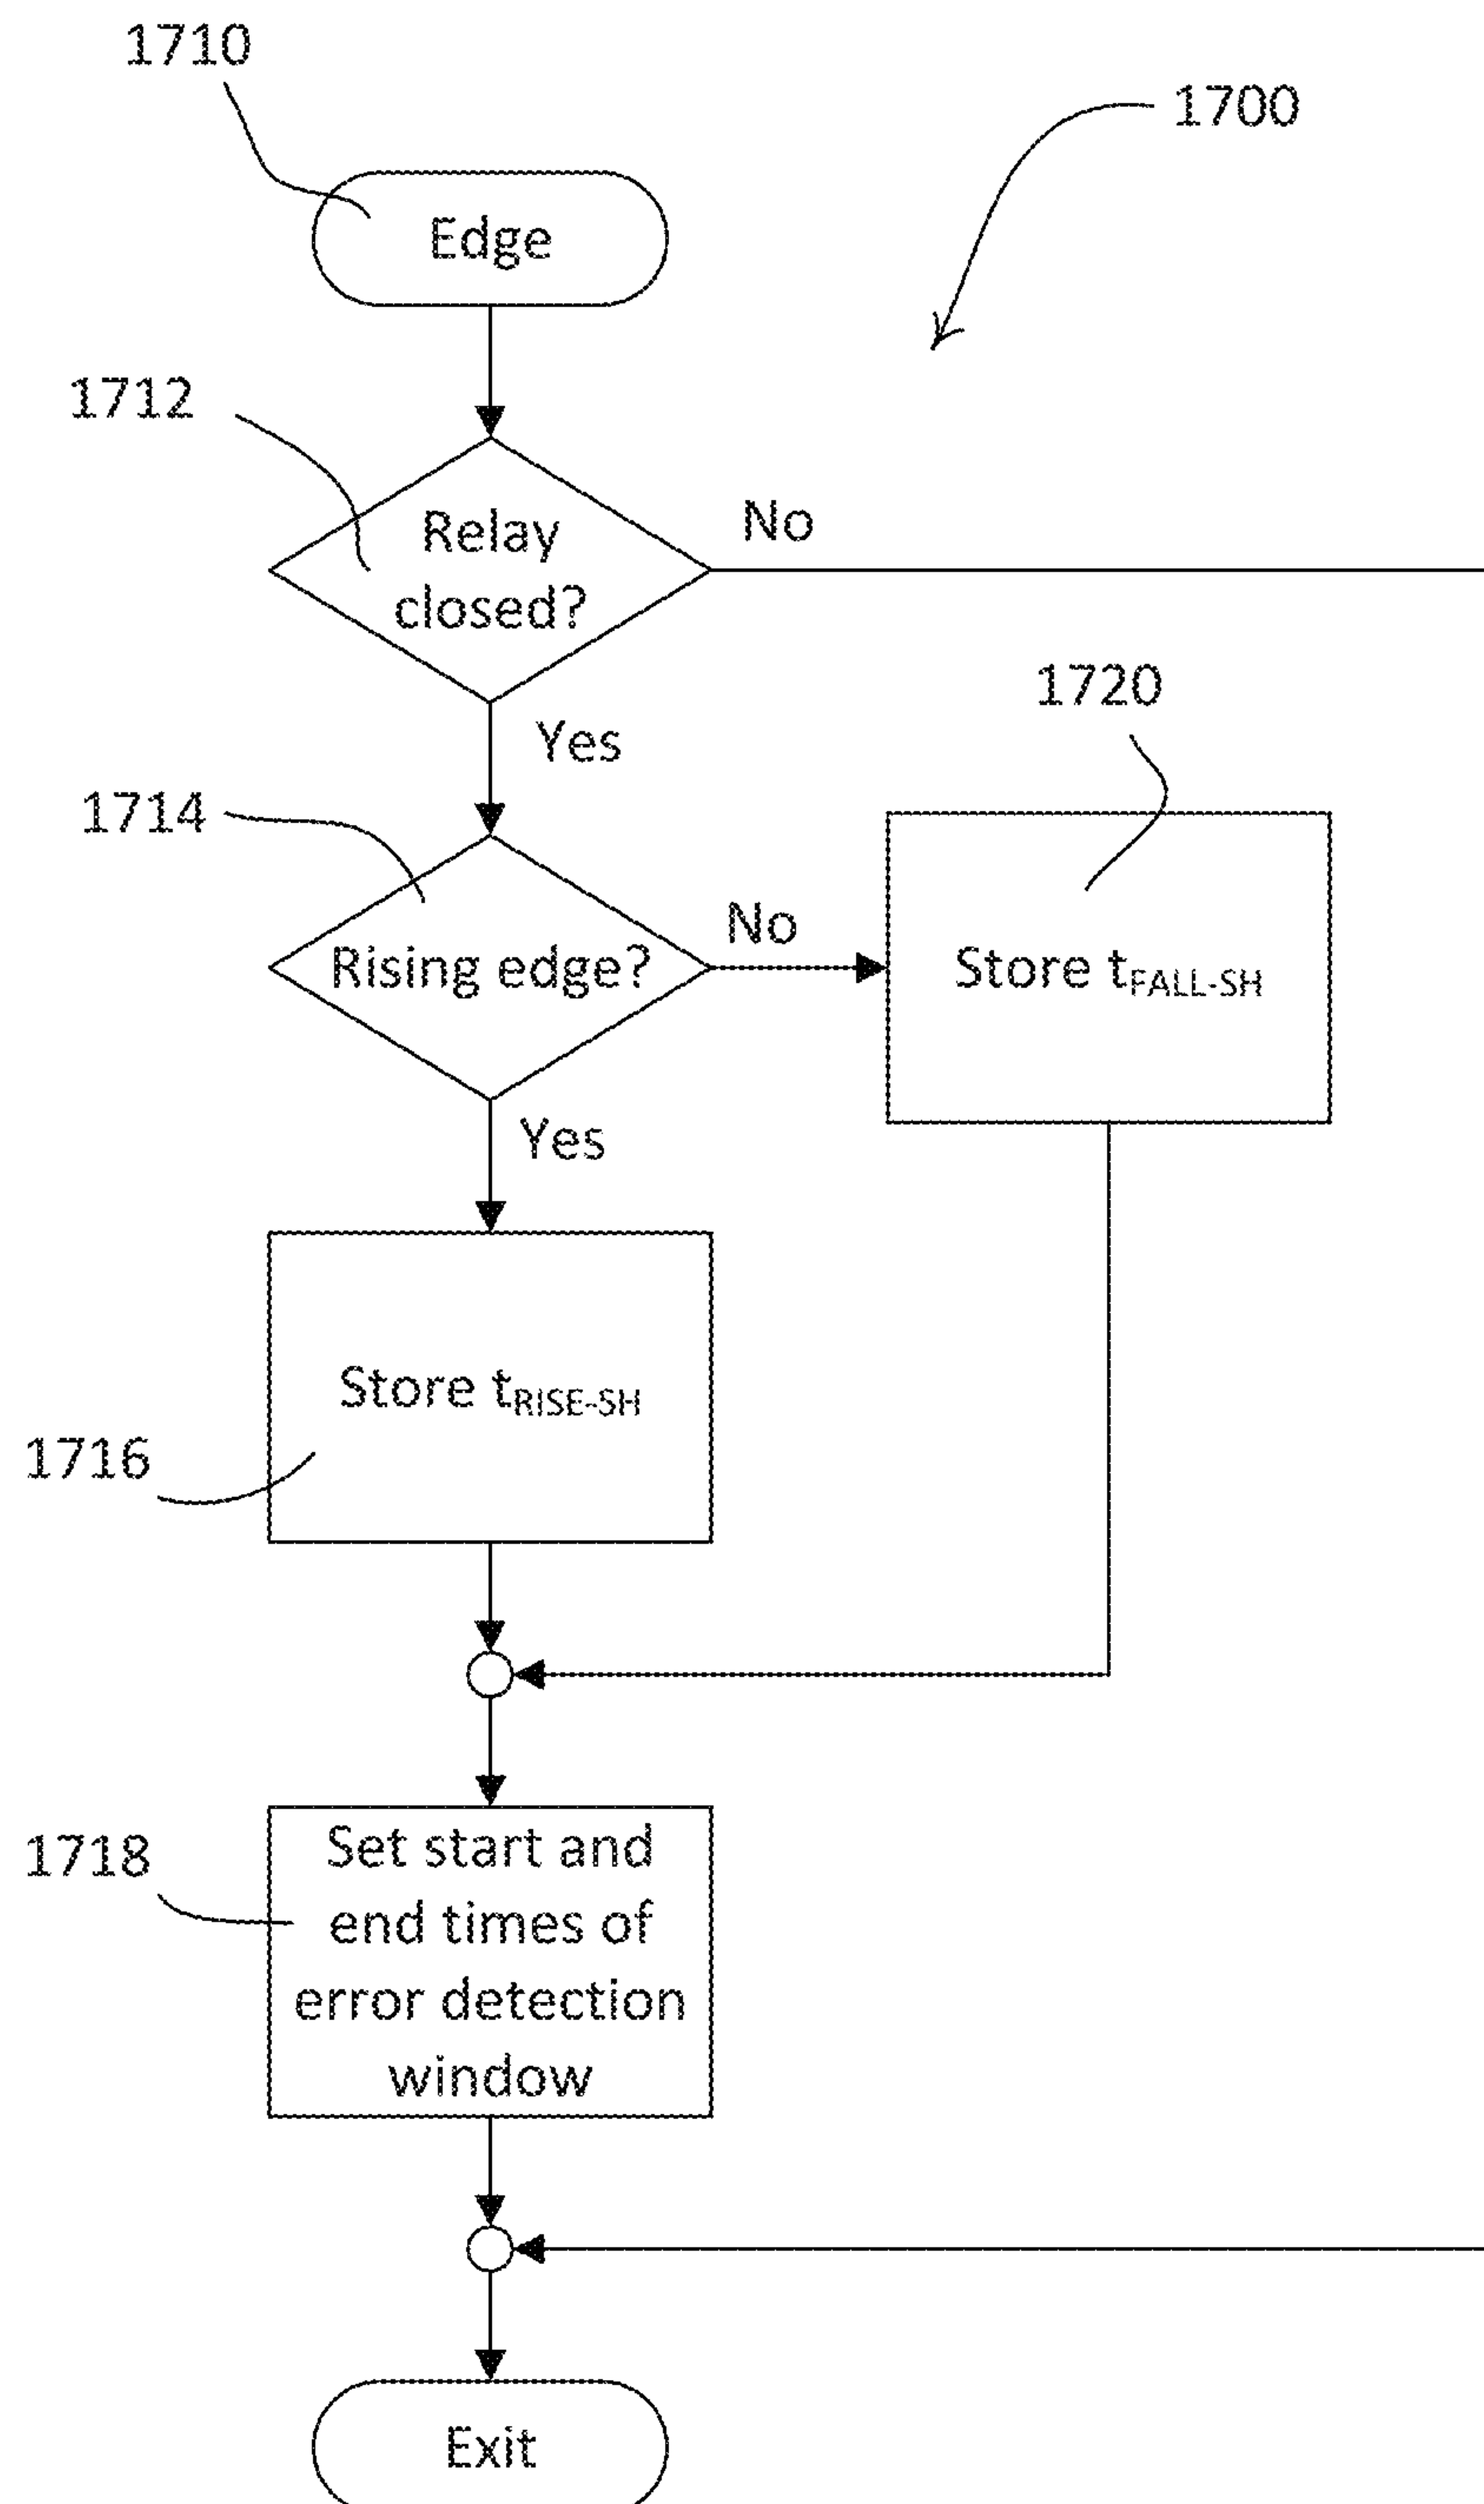 1710
1700
Edge
1712
Relay
closed?
No
Yes
1720
1714
Rising edge?
No
Store tFALL-SH
Yes
Store tRISE-SH
1716
1718
Set start and
end times of
error detection
window
Exit